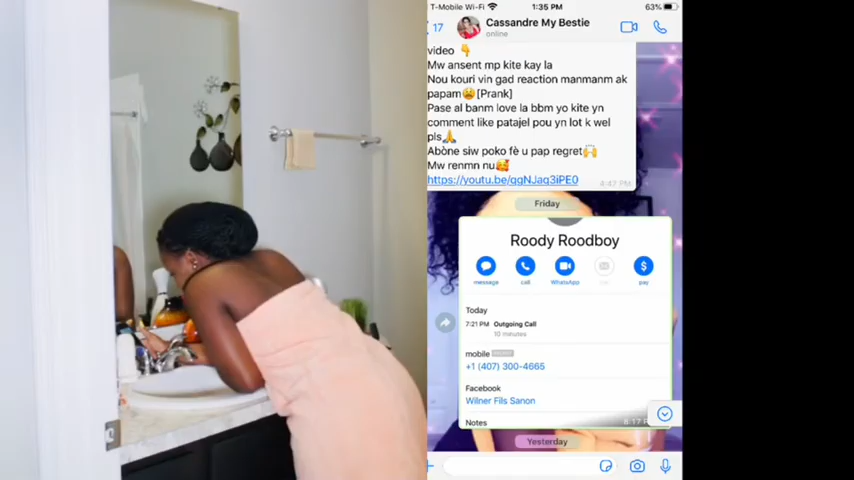 T-Mobile Wi-Fi 1:35 PM 63%
17 Cassandre My Bestie
online
video 👇
Mw ansent mp kite kay la
Nou kouri vin gad reaction manmanm ak
papam😫[Prank]
Pase al banm love la bbm yo kite yn
comment like patajel pou yn lot k wel
pls🙏
Abòne siw poko fè u pap regret🙌
Mw renmn nu🥰
https://youtu.be/qgNJaq3iPE0
4:47 PM
Friday
Roody Roodboy
message call WhatsApp pay
Today
7:21 PM Outgoing Call
10 minutes
mobile
+1 (407) 300-4665
Facebook
Wilner Fils Sanon
Notes
8:17 PM
Yesterday